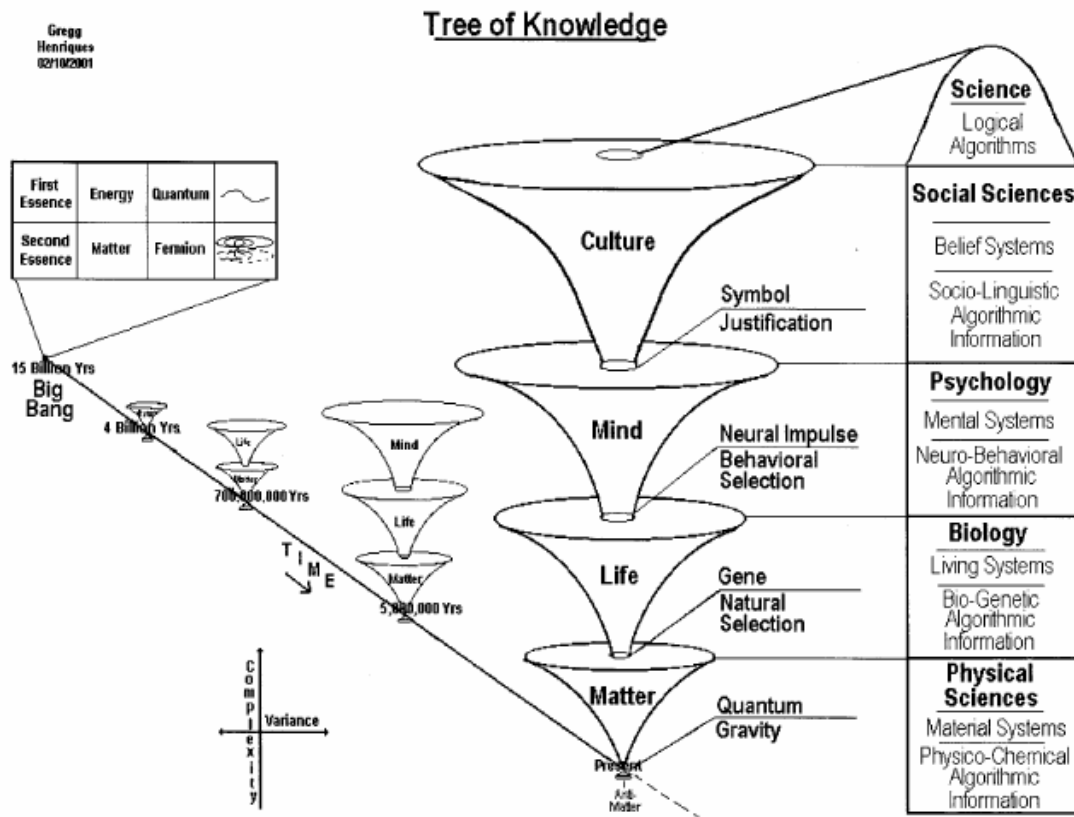 Gregg
Henriques
02/10/2001
Tree of Knowledge
First
Essence
Energy
Quantum
Second
Essence
Matter
Fermion
15 Billion Yrs
Big
Bang
4 Billion Yrs.
Life
Matter
700,000,000 Yrs
Mind
Life
Matter
5,000,000 Yrs
TIME
Complexity
Variance
Culture
Symbol
Justification
Mind
Neural Impulse
Behavioral
Selection
Life
Gene
Natural
Selection
Matter
Quantum
Gravity
Present
Anti-
Matter
Science
Logical
Algorithms
Social Sciences
Belief Systems
Socio-Linguistic
Algorithmic
Information
Psychology
Mental Systems
Neuro-Behavioral
Algorithmic
Information
Biology
Living Systems
Bio-Genetic
Algorithmic
Information
Physical
Sciences
Material Systems
Physico-Chemical
Algorithmic
Information